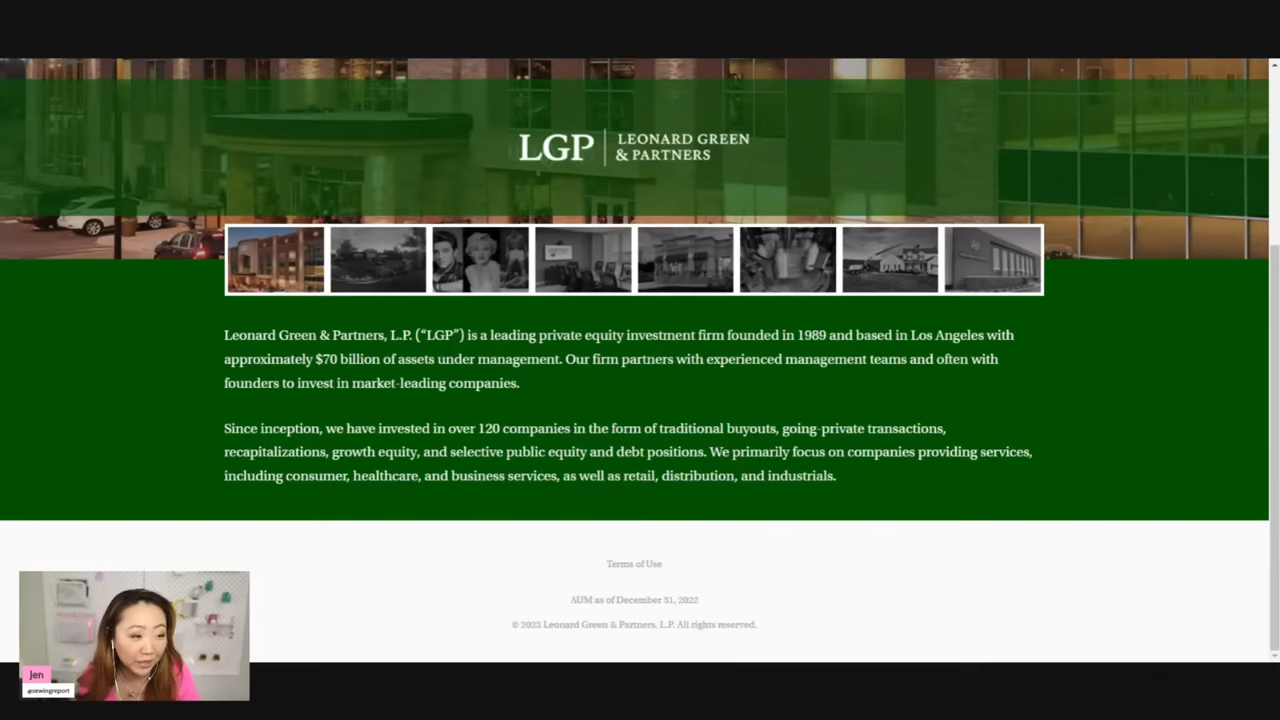 LGP
LEONARD GREEN
& PARTNERS
Leonard Green & Partners, L.P. (“LGP”) is a leading private equity investment firm founded in 1989 and based in Los Angeles with
approximately $70 billion of assets under management. Our firm partners with experienced management teams and often with
founders to invest in market-leading companies.
Since inception, we have invested in over 120 companies in the form of traditional buyouts, going-private transactions,
recapitalizations, growth equity, and selective public equity and debt positions. We primarily focus on companies providing services,
including consumer, healthcare, and business services, as well as retail, distribution, and industrials.
Terms of Use
AUM as of December 31, 2022
© 2023 Leonard Green & Partners, L.P. All rights reserved.
Jen
@sewingreport